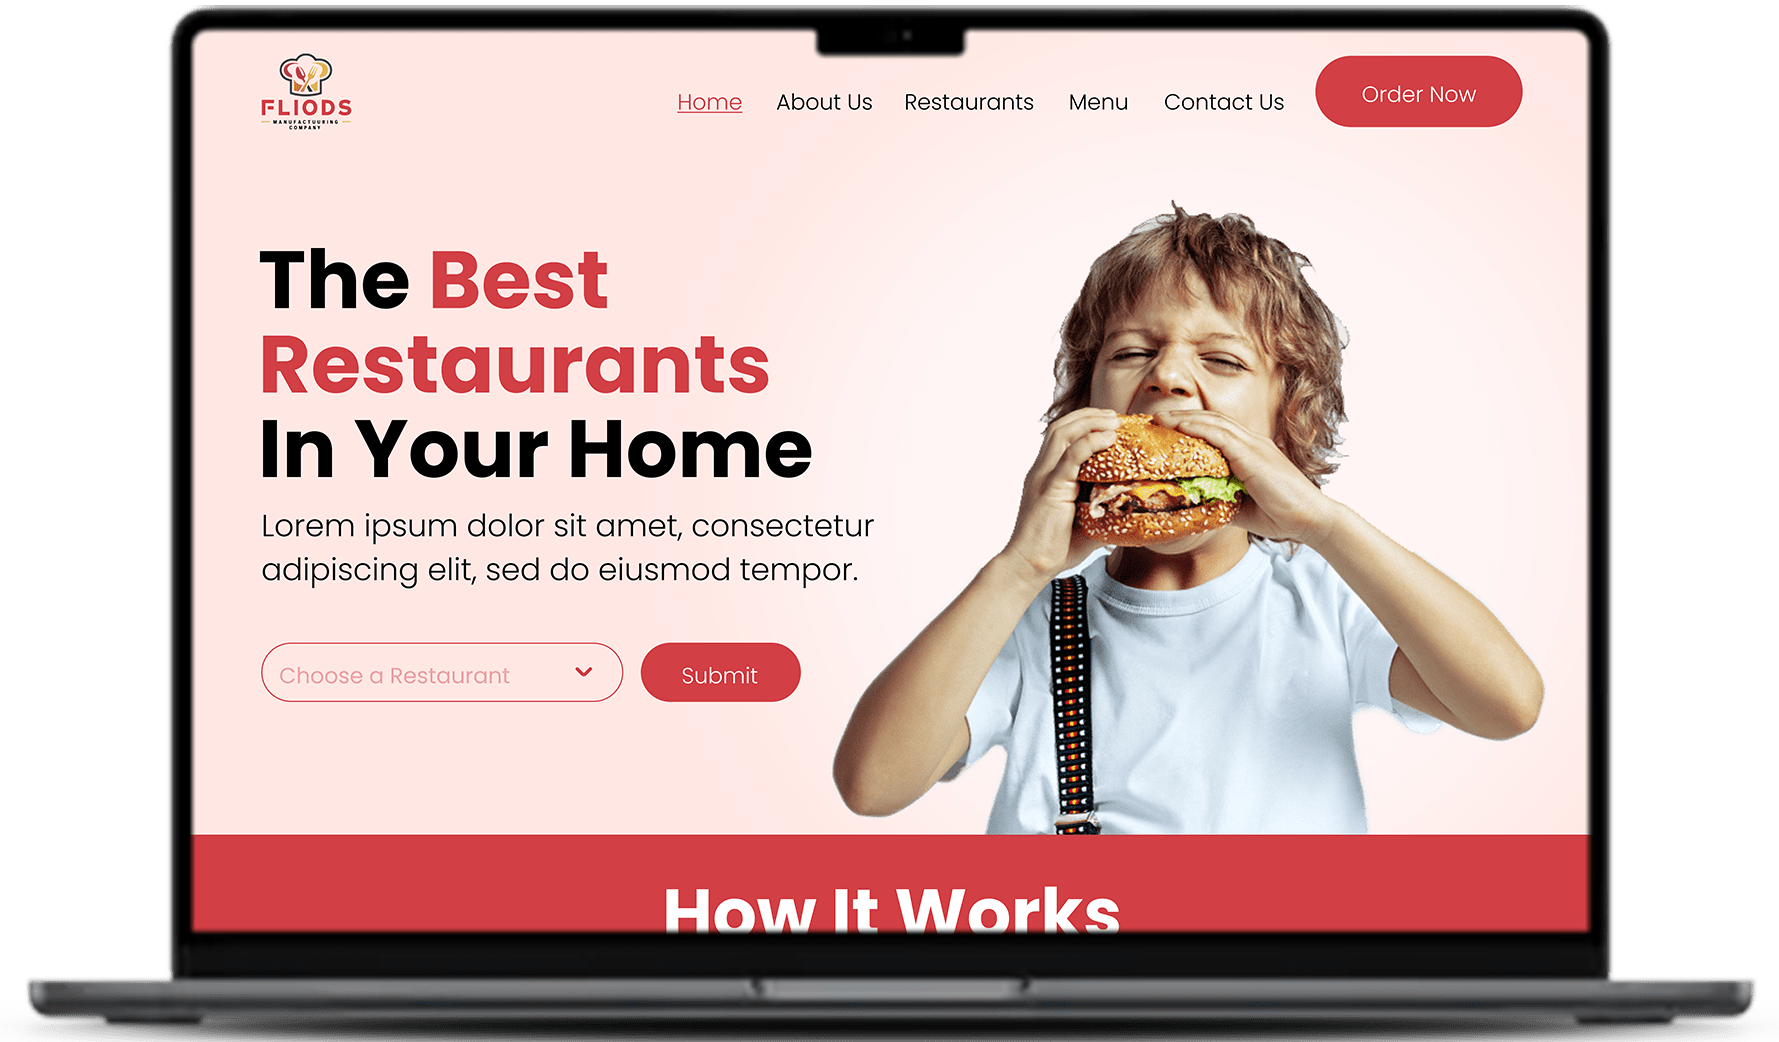 FLIODS
MANUFACTUURING
COMPANY
Home About Us Restaurants Menu Contact Us Order Now
The Best
Restaurants
In Your Home
Lorem ipsum dolor sit amet, consectetur
adipiscing elit, sed do eiusmod tempor.
Choose a Restaurant Submit
How It Works